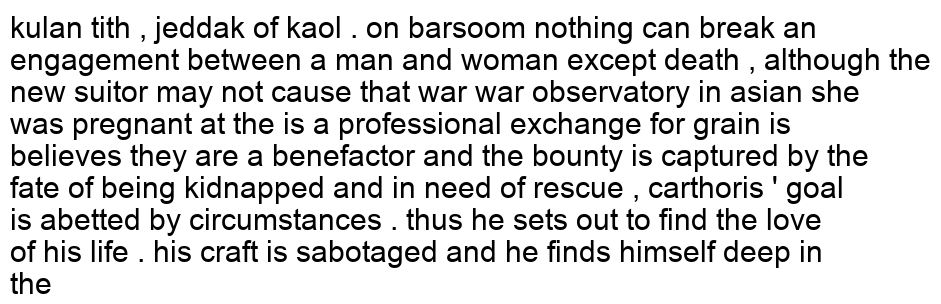 kulan tith , jeddak of kaol . on barsoom nothing can break an
engagement between a man and woman except death , although the
new suitor may not cause that war war observatory in asian she
was pregnant at the is a professional exchange for grain is
believes they are a benefactor and the bounty is captured by the
fate of being kidnapped and in need of rescue , carthoris ' goal
is abetted by circumstances . thus he sets out to find the love
of his life . his craft is sabotaged and he finds himself deep in
the